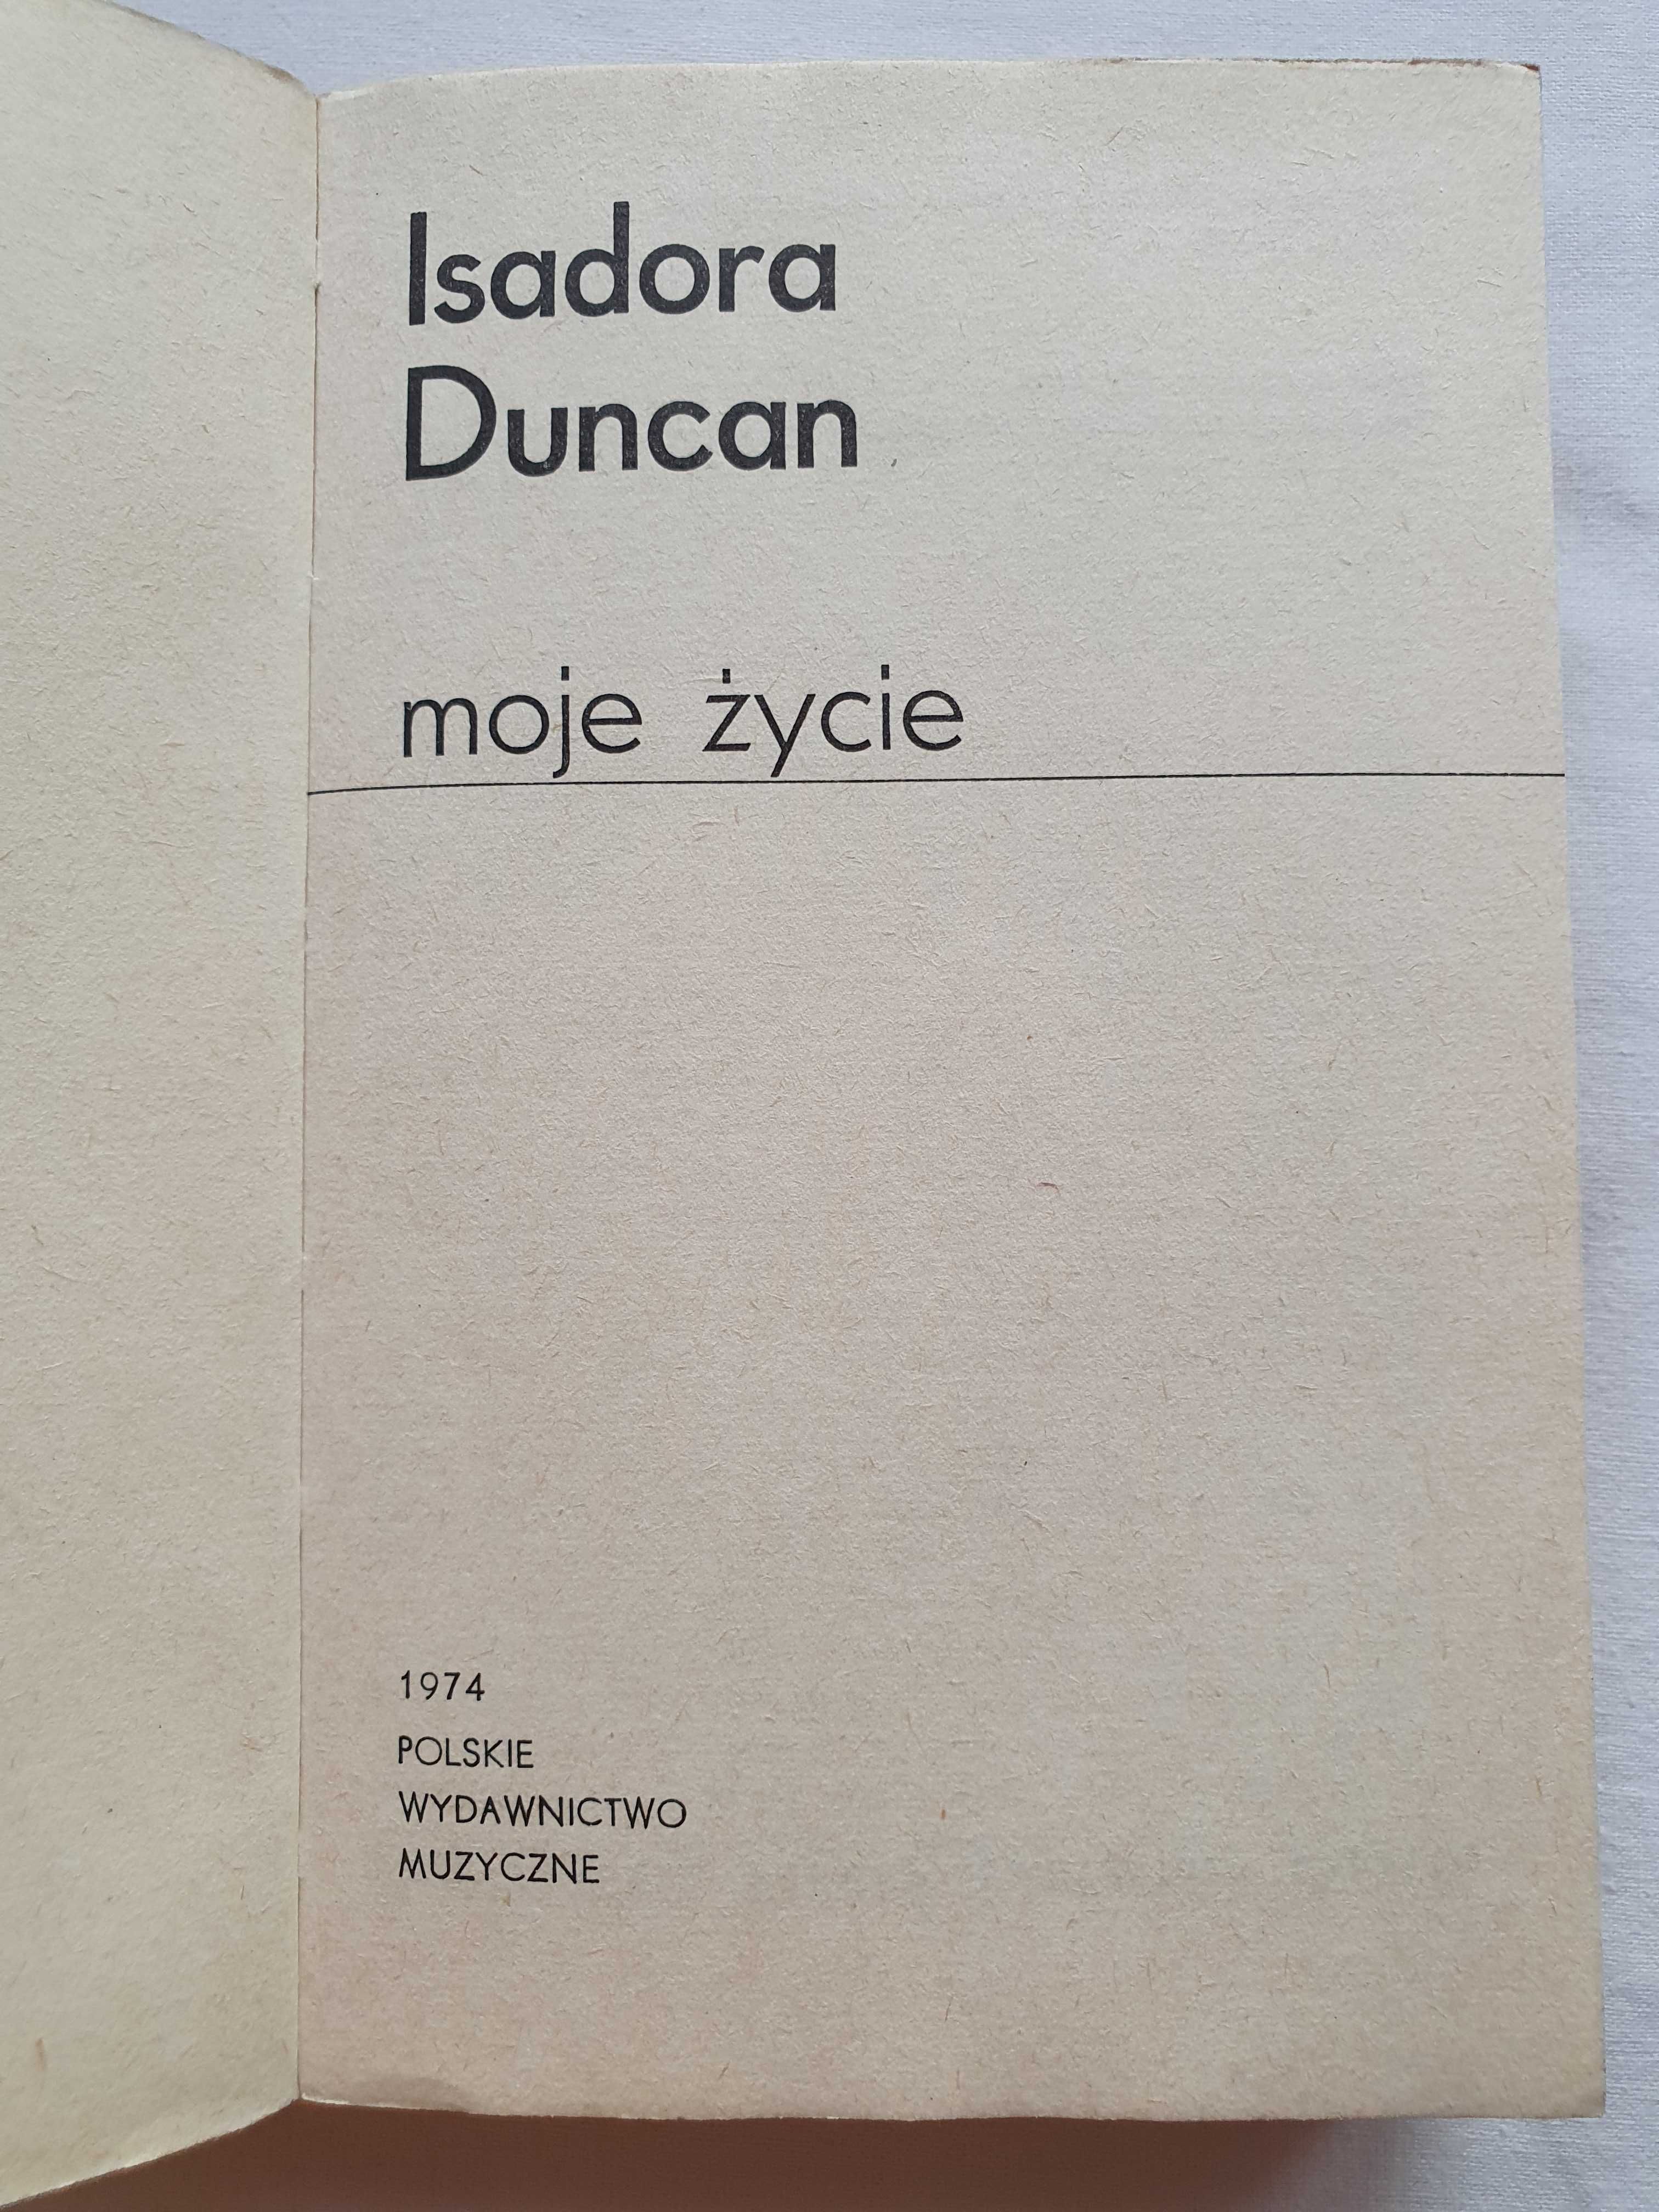 Isadora
Duncan
moje życie
1974
POLSKIE
WYDAWNICTWO
MUZYCZNE